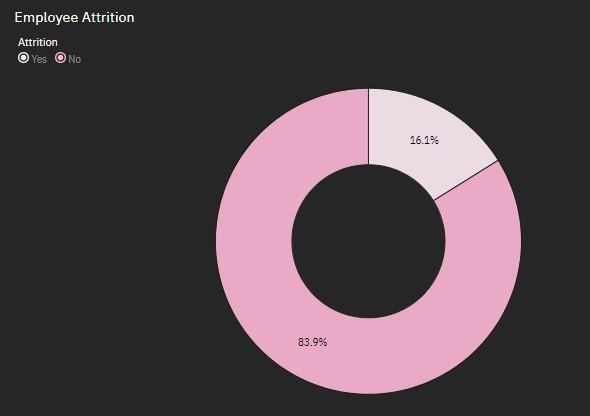 Employee Attrition
Attrition
Yes No
16.1%
83.9%